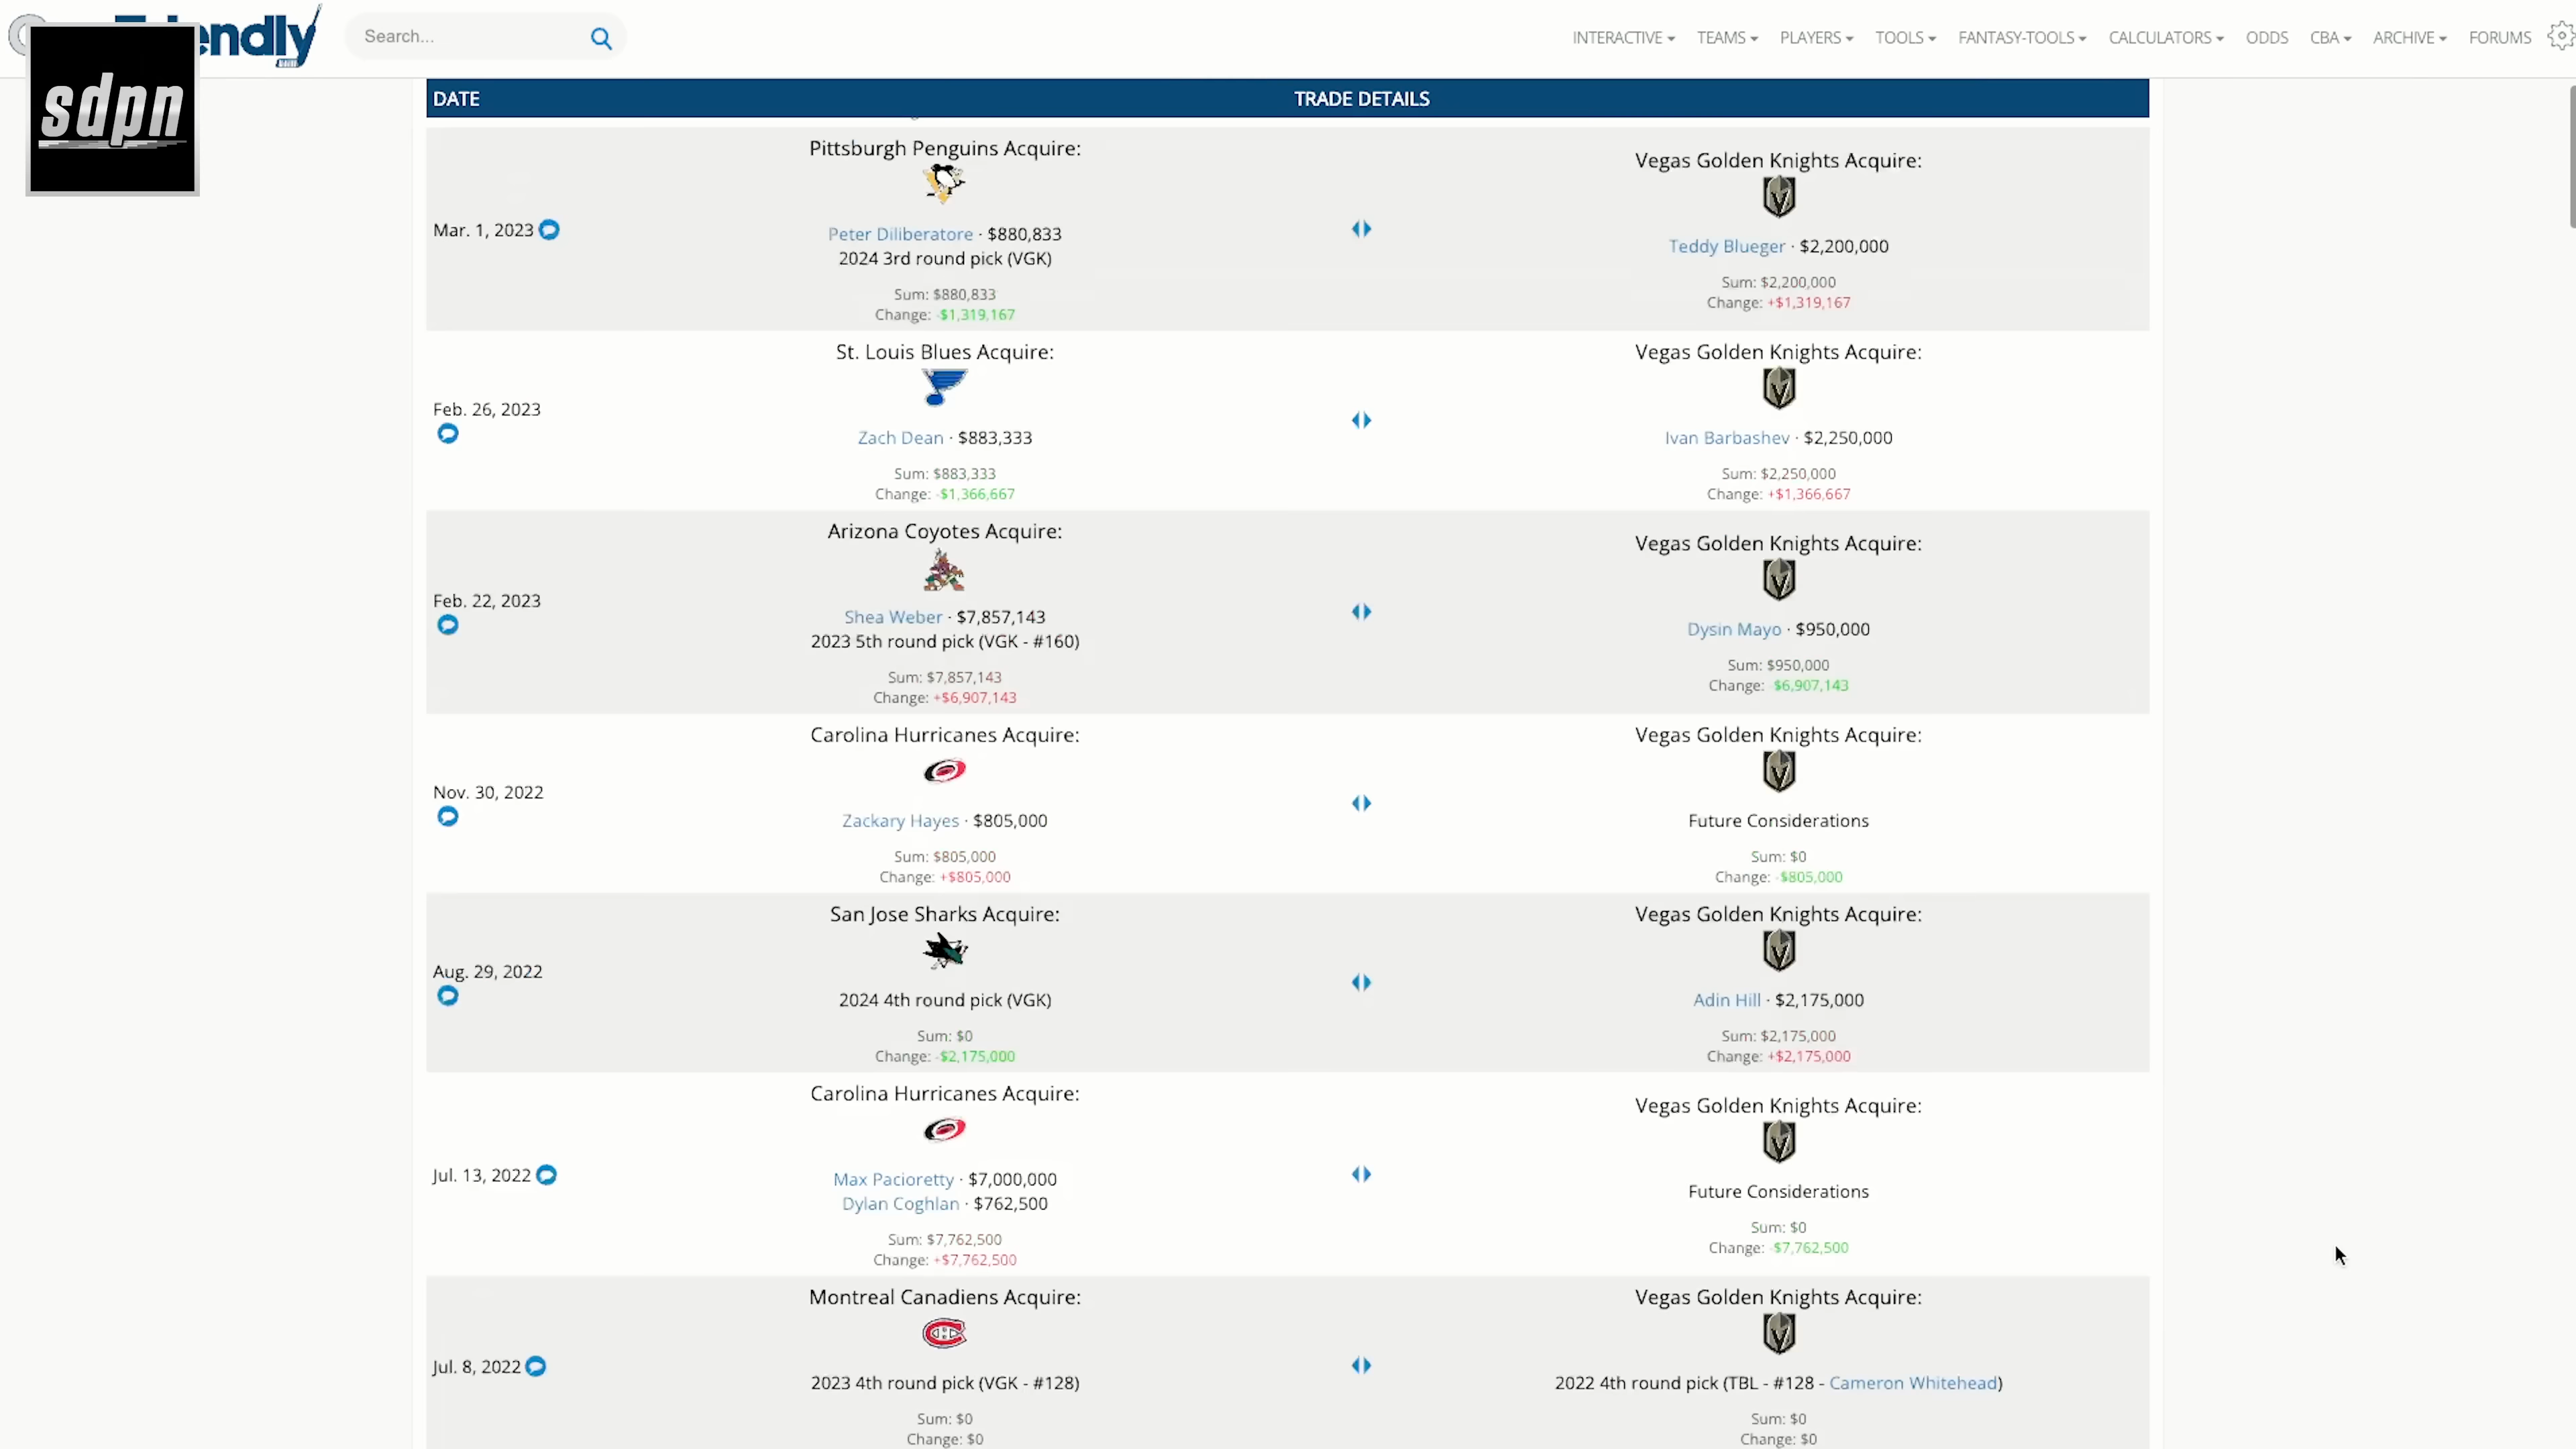 endly
sdpn
Search...
INTERACTIVE
TEAMS
PLAYERS
TOOLS
FANTASY-TOOLS
CALCULATORS
ODDS
CBA
ARCHIVE
FORUMS
DATE
TRADE DETAILS
Mar. 1, 2023
Pittsburgh Penguins Acquire:
Peter Diliberatore · $880,833
2024 3rd round pick (VGK)
Sum: $880,833
Change: -$1,319,167
Vegas Golden Knights Acquire:
Teddy Blueger · $2,200,000
Sum: $2,200,000
Change: +$1,319,167
Feb. 26, 2023
St. Louis Blues Acquire:
Zach Dean · $883,333
Sum: $883,333
Change: -$1,366,667
Vegas Golden Knights Acquire:
Ivan Barbashev · $2,250,000
Sum: $2,250,000
Change: +$1,366,667
Feb. 22, 2023
Arizona Coyotes Acquire:
Shea Weber · $7,857,143
2023 5th round pick (VGK - #160)
Sum: $7,857,143
Change: +$6,907,143
Vegas Golden Knights Acquire:
Dysin Mayo · $950,000
Sum: $950,000
Change: -$6,907,143
Nov. 30, 2022
Carolina Hurricanes Acquire:
Zackary Hayes · $805,000
Sum: $805,000
Change: +$805,000
Vegas Golden Knights Acquire:
Future Considerations
Sum: $0
Change: -$805,000
Aug. 29, 2022
San Jose Sharks Acquire:
2024 4th round pick (VGK)
Sum: $0
Change: -$2,175,000
Vegas Golden Knights Acquire:
Adin Hill · $2,175,000
Sum: $2,175,000
Change: +$2,175,000
Jul. 13, 2022
Carolina Hurricanes Acquire:
Max Pacioretty · $7,000,000
Dylan Coghlan · $762,500
Sum: $7,762,500
Change: +$7,762,500
Vegas Golden Knights Acquire:
Future Considerations
Sum: $0
Change: -$7,762,500
Jul. 8, 2022
Montreal Canadiens Acquire:
2023 4th round pick (VGK - #128)
Sum: $0
Change: $0
Vegas Golden Knights Acquire:
2022 4th round pick (TBL - #128 - Cameron Whitehead)
Sum: $0
Change: $0